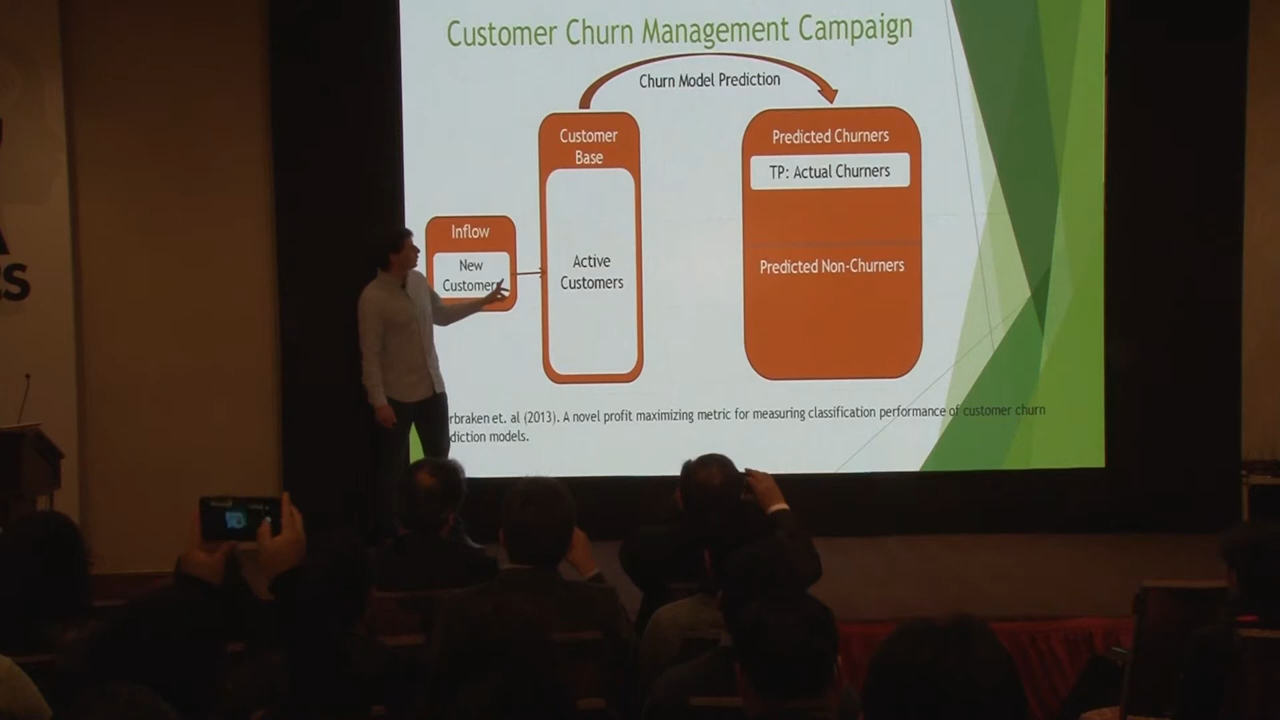 Customer Churn Management Campaign
Churn Model Prediction
Customer
Base
Active
Customers
Inflow
New
Customers
Predicted Churners
TP: Actual Churners
Predicted Non-Churners
rbraken et. al (2013). A novel profit maximizing metric for measuring classification performance of customer churn
diction models.